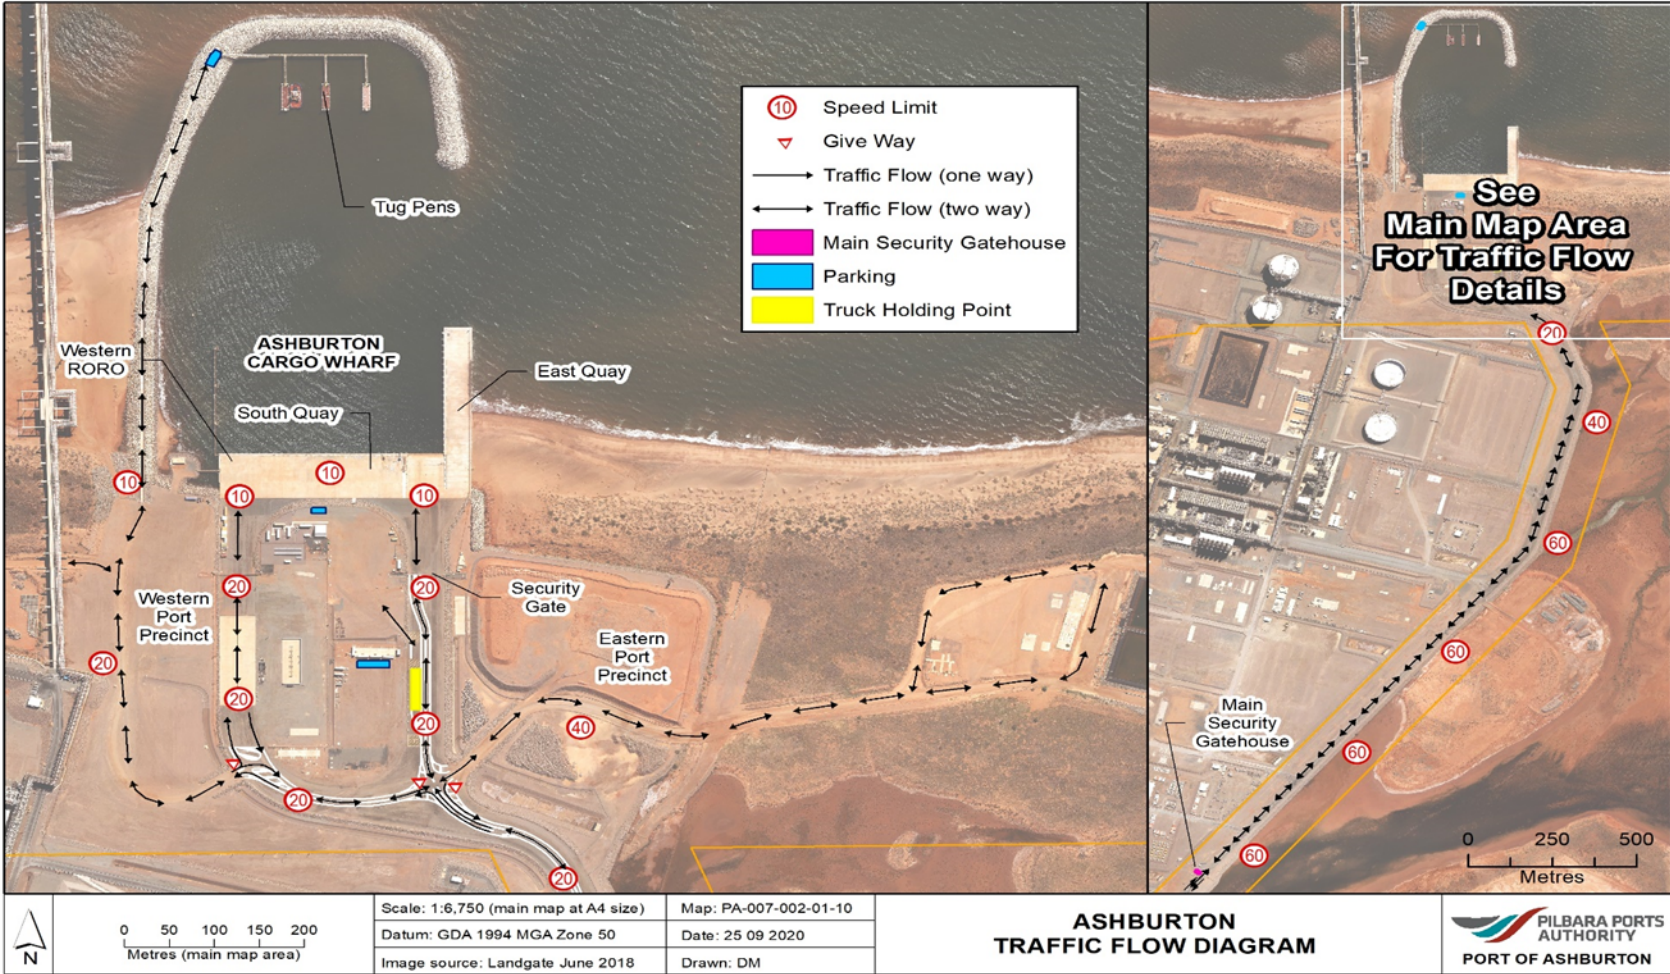 Tug Pens
Western
RORO
ASHBURTON
CARGO WHARF
South Quay
East Quay
10
10
10
10
20
20
Security
Gate
Western
Port
Precinct
Eastern
Port
Precinct
20
20
20
40
20
20
10 Speed Limit
Give Way
Traffic Flow (one way)
Traffic Flow (two way)
Main Security Gatehouse
Parking
Truck Holding Point
See
Main Map Area
For Traffic Flow
Details
20
40
60
60
Main
Security
Gatehouse
60
60
0 250 500
Metres
N
0 50 100 150 200
Metres (main map area)
Scale: 1:6,750 (main map at A4 size)
Datum: GDA 1994 MGA Zone 50
Image source: Landgate June 2018
Map: PA-007-002-01-10
Date: 25 09 2020
Drawn: DM
ASHBURTON
TRAFFIC FLOW DIAGRAM
PILBARA PORTS
AUTHORITY
PORT OF ASHBURTON